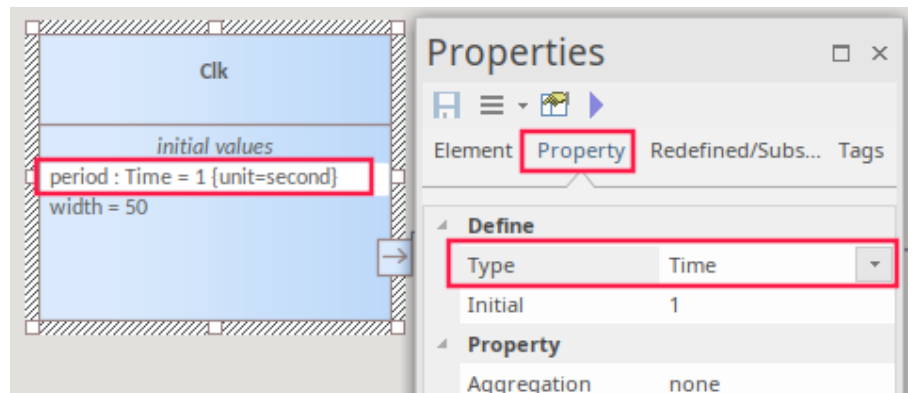 Clk
initial values
period : Time = 1 {unit=second}
width = 50
Properties
Element Property Redefined/Subs... Tags
Define
Type Time
Initial 1
Property
Aggregation none